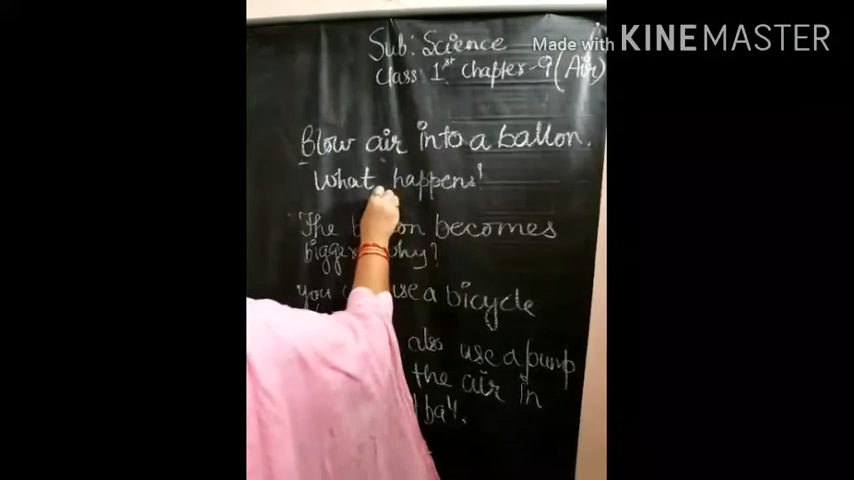 Sub: Science
Made with KINEMASTER
Class: 1st Chapter-9 (Air)
Blow air into a ballon.
What happens!
The on becomes
bigger why?
you use a bicycle
also use a pump
the air in